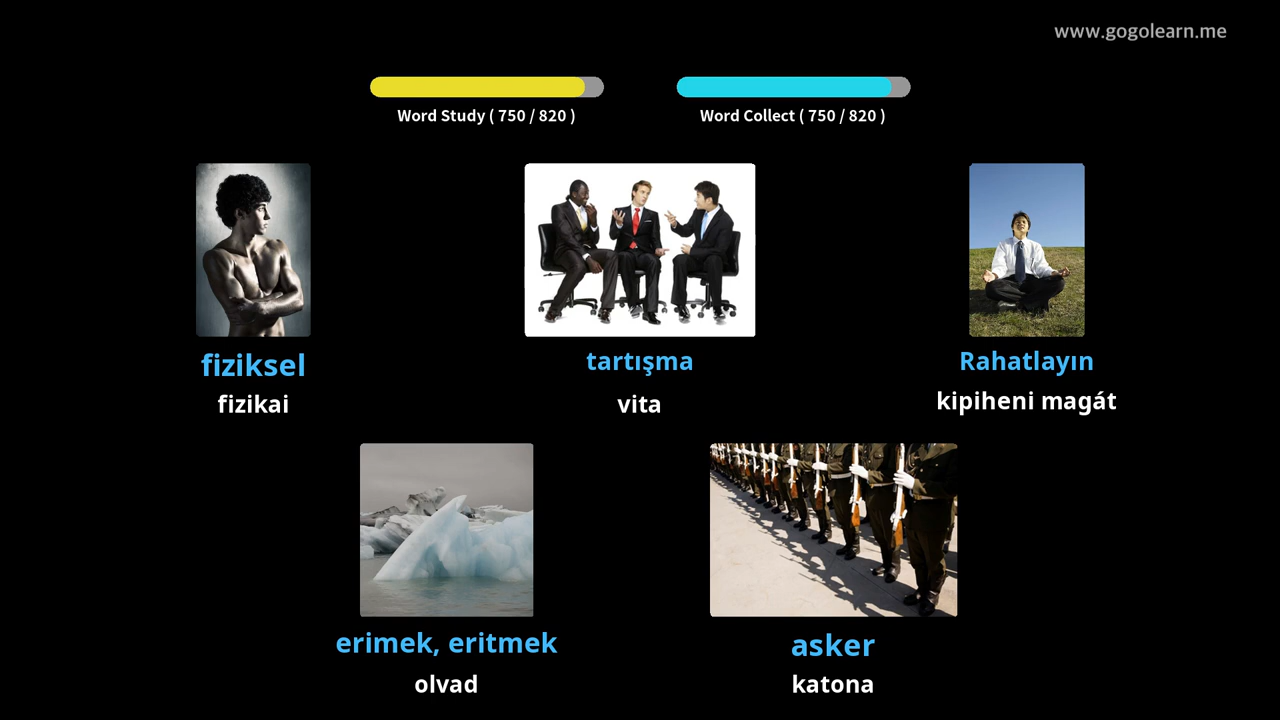 www.gogolearn.me
Word Study ( 750 / 820 )
Word Collect ( 750 / 820 )
fiziksel
fizikai
tartışma
vita
Rahatlayın
kipiheni magát
erimek, eritmek
olvad
asker
katona